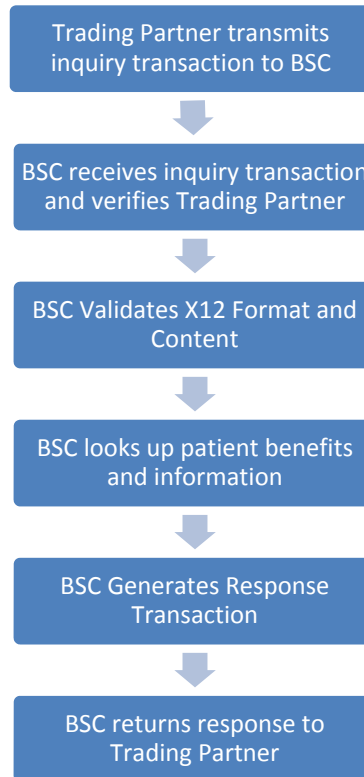 Trading Partner transmits
inquiry transaction to BSC
BSC receives inquiry transaction
and verifies Trading Partner
BSC Validates X12 Format and
Content
BSC looks up patient benefits
and information
BSC Generates Response
Transaction
BSC returns response to
Trading Partner